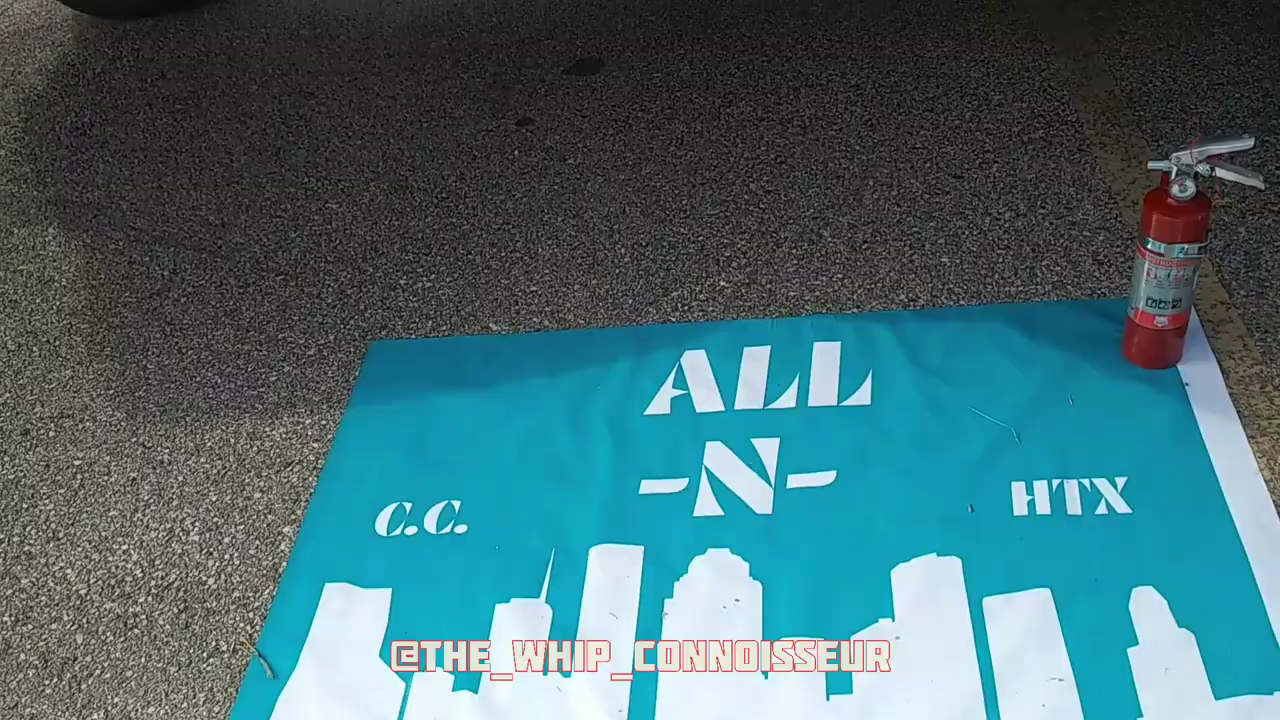 ALL
-N-
C.C.
HTX
@THE_WHIP_CONNOISSEUR